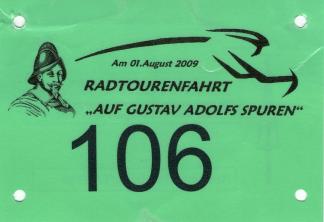 Am 01.August 2009
RADTOURENFAHRT
„AUF GUSTAV ADOLFS SPUREN“
106